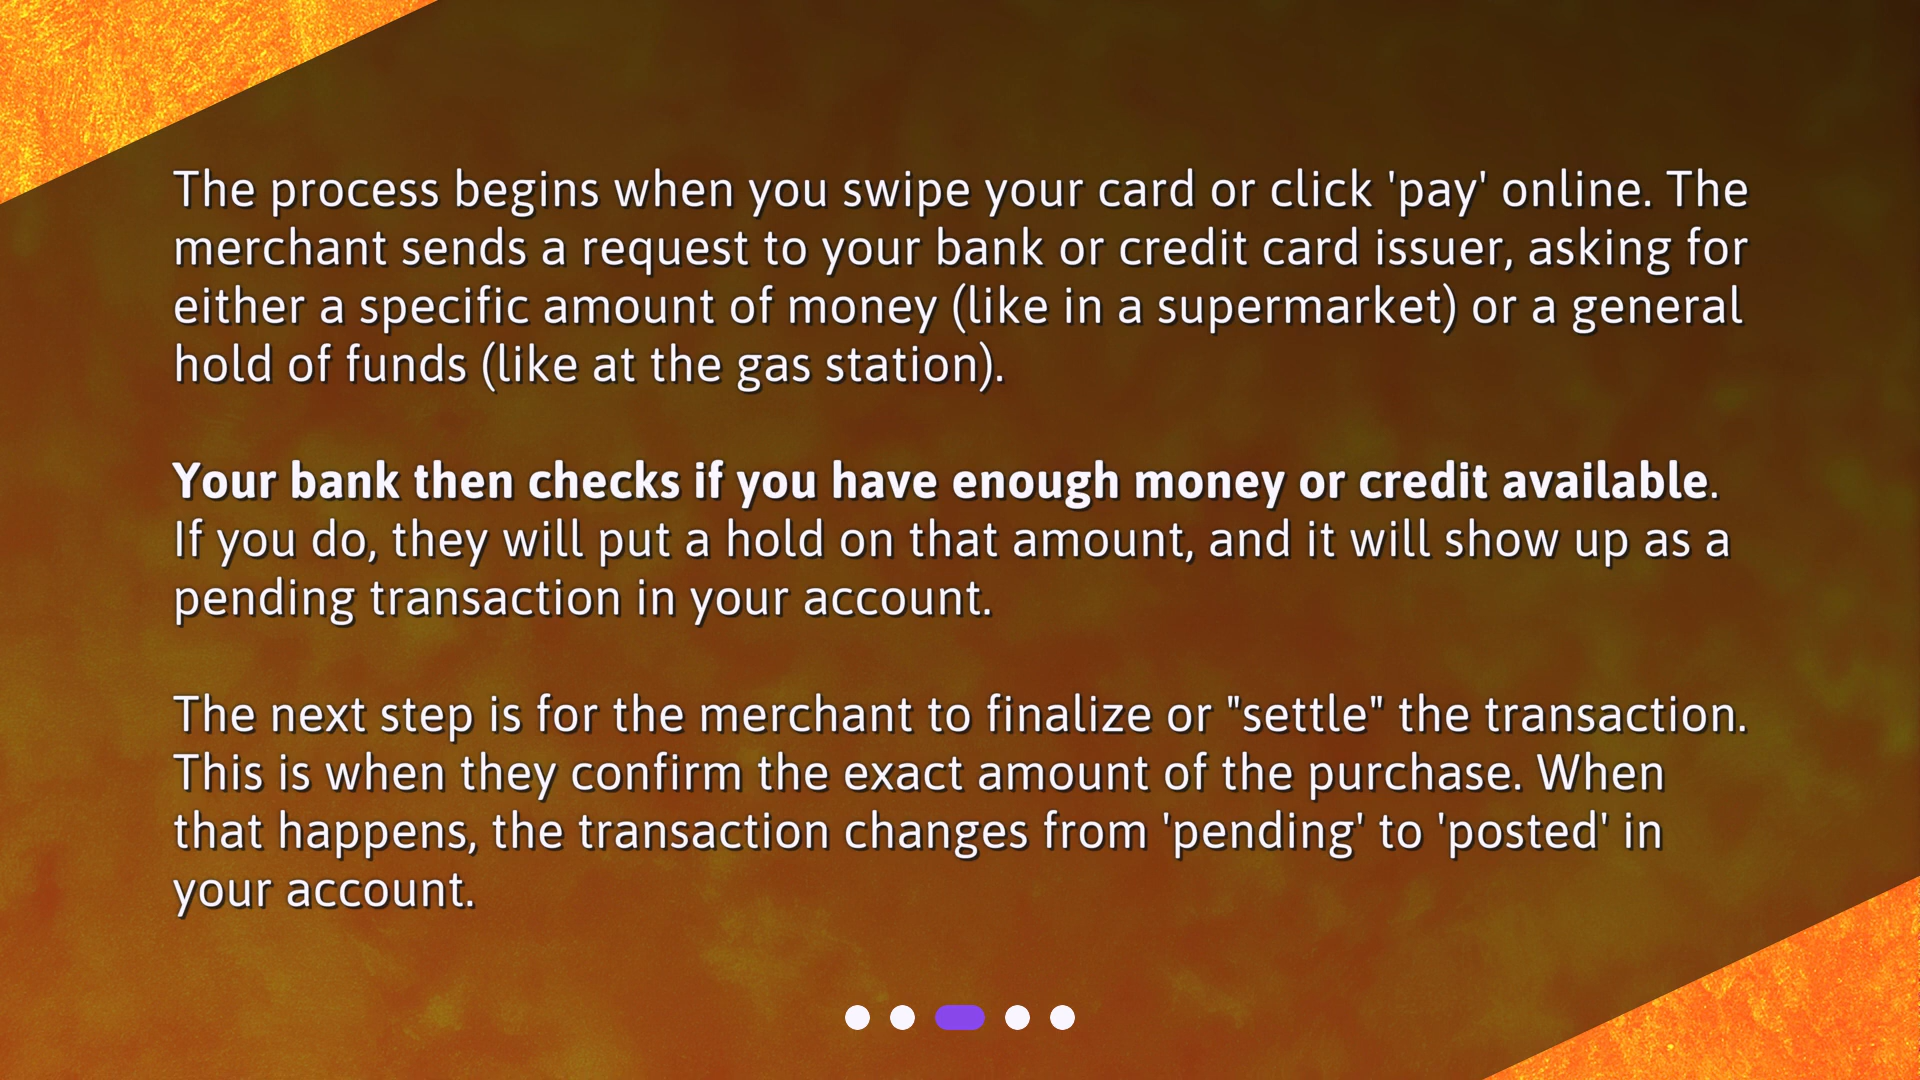 The process begins when you swipe your card or click 'pay' online. The
merchant sends a request to your bank or credit card issuer, asking for
either a specific amount of money (like in a supermarket) or a general
hold of funds (like at the gas station).
Your bank then checks if you have enough money or credit available.
If you do, they will put a hold on that amount, and it will show up as a
pending transaction in your account.
The next step is for the merchant to finalize or "settle" the transaction.
This is when they confirm the exact amount of the purchase. When
that happens, the transaction changes from 'pending' to 'posted' in
your account.